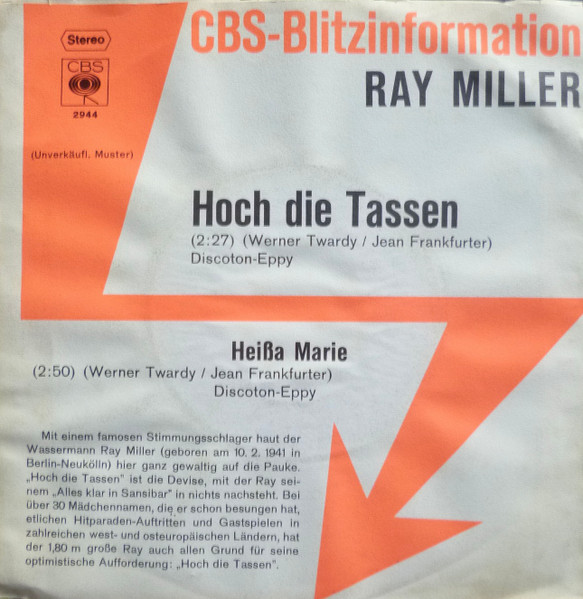 CBS-Blitzinformation
Stereo
CBS
2944
RAY MILLER
(Unverkäufl. Muster)
Hoch die Tassen
(2:27) (Werner Twardy / Jean Frankfurter)
Discoton-Eppy
Heißa Marie
(2:50) (Werner Twardy / Jean Frankfurter)
Discoton-Eppy
Mit einem famosen Stimmungsschlager haut der
Wassermann Ray Miller (geboren am 10. 2. 1941 in
Berlin-Neukölln) hier ganz gewaltig auf die Pauke.
„Hoch die Tassen" ist die Devise, mit der Ray sei-
nem „Alles klar in Sansibar" in nichts nachsteht. Bei
über 30 Mädchennamen, die er schon besungen hat,
etlichen Hitparaden-Auftritten und Gastspielen in
zahlreichen west- und osteuropäischen Ländern, hat
der 1,80 m große Ray auch allen Grund für seine
optimistische Aufforderung: „Hoch die Tassen".